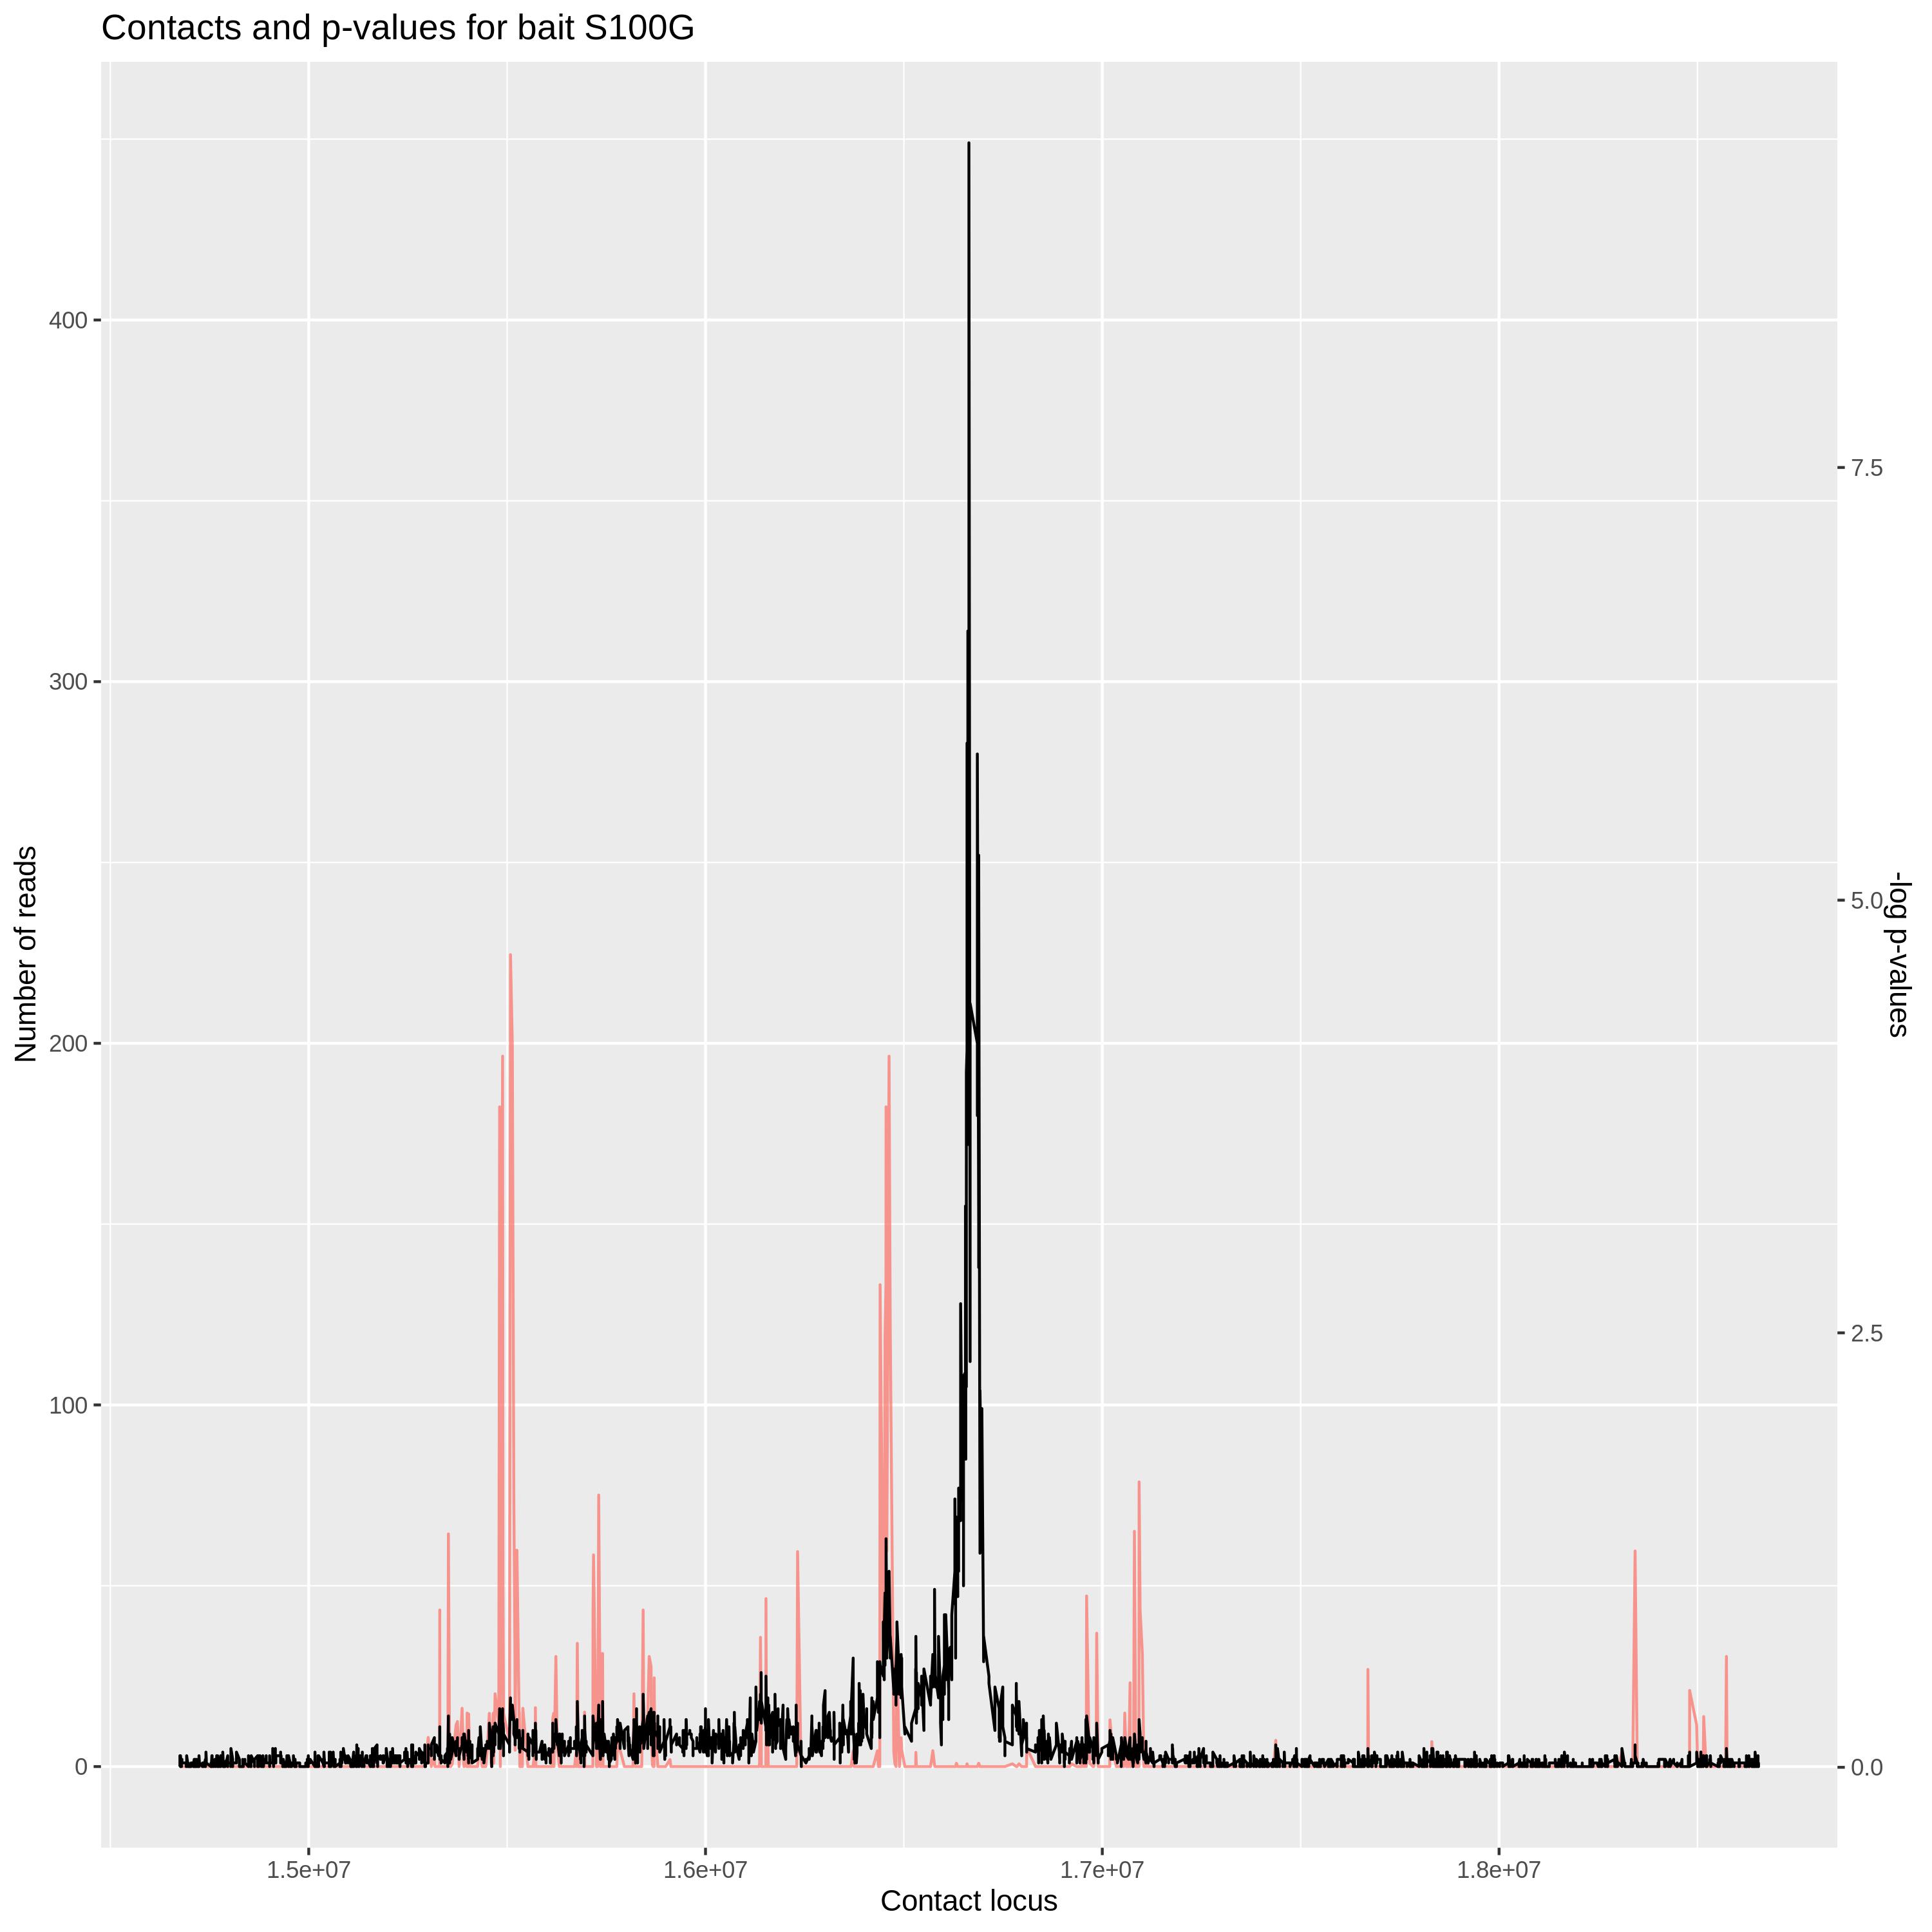 Contacts and p-values for bait S100G
400
300
200
100
0
Number of reads
7.5
5.0
2.5
0.0
-log p-values
1.5e+07 1.6e+07 1.7e+07 1.8e+07
Contact locus